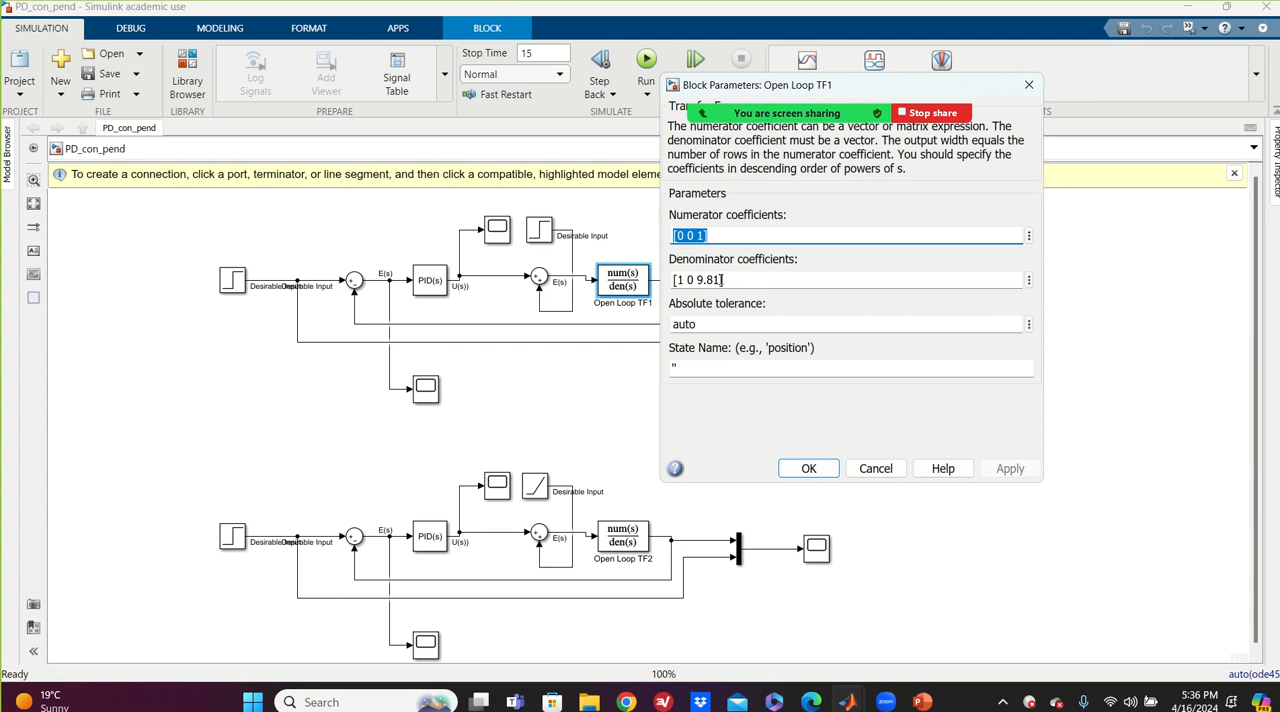 PD_con_pend - Simulink academic use
SIMULATION DEBUG MODELING FORMAT APPS BLOCK
Project
New
Open
Save
Print
Library
Browser
Log
Signals
Add
Viewer
Signal
Table
Stop Time 15
Normal
Fast Restart
Step
Back
Run
PROJECT FILE LIBRARY PREPARE SIMULATE
PD_con_pend
PD_con_pend
Model Browser
Property Inspector
To create a connection, click a port, terminator, or line segment, and then click a compatible, highlighted model eleme
Block Parameters: Open Loop TF1
You are screen sharing
Stop share
The numerator coefficient can be a vector or matrix expression. The
denominator coefficient must be a vector. The output width equals the
number of rows in the numerator coefficient. You should specify the
coefficients in descending order of powers of s.
Parameters
Numerator coefficients:
[0 0 1]
Denominator coefficients:
[1 0 9.81]
Absolute tolerance:
auto
State Name: (e.g., 'position')
''
OK Cancel Help Apply
Desirable Input
E(s)
PID(s)
U(s))
E(s)
num(s)
den(s)
Open Loop TF1
Desirable Input
E(s)
PID(s)
U(s))
E(s)
num(s)
den(s)
Open Loop TF2
Ready 100% auto(ode45
19°C
Sunny
Search
5:36 PM
4/16/2024